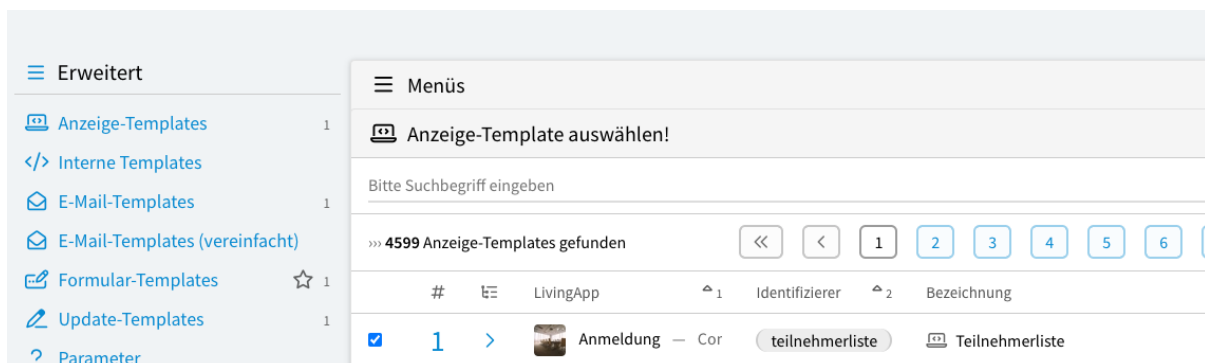 Erweitert
Anzeige-Templates 1
Interne Templates
E-Mail-Templates 1
E-Mail-Templates (vereinfacht)
Formular-Templates 1
Update-Templates 1
Parameter
Menüs
Anzeige-Template auswählen!
Bitte Suchbegriff eingeben
››› 4599 Anzeige-Templates gefunden
1 2 3 4 5 6
# LivingApp 1 Identifizierer 2 Bezeichnung
1 Anmeldung — Cor teilnehmerliste Teilnehmerliste